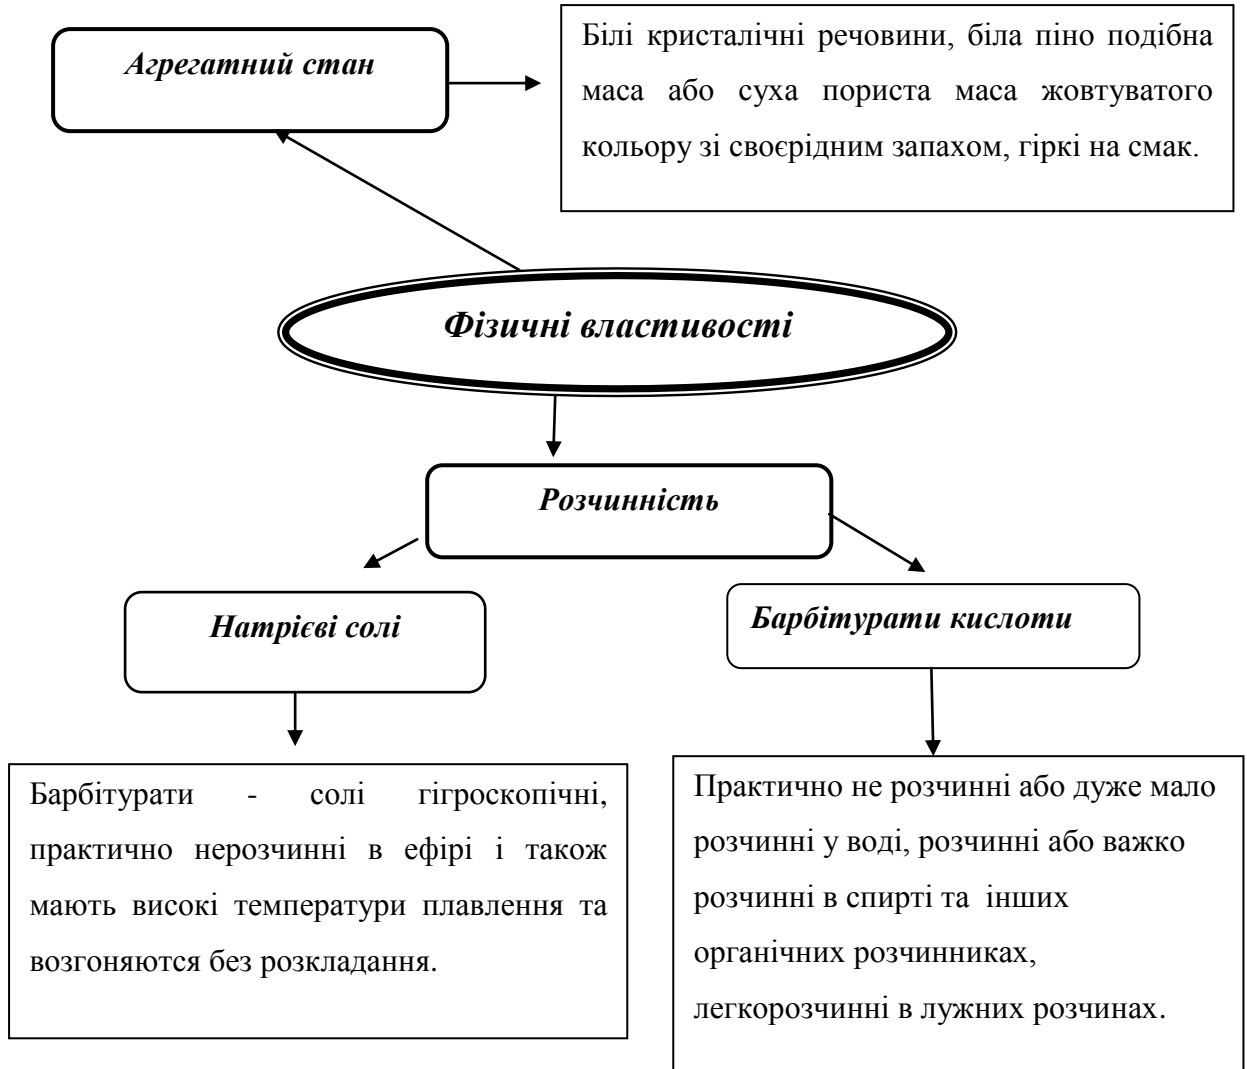 Агрегатний стан
Білі кристалічні речовини, біла піно подібна
маса або суха пориста маса жовтуватого
кольору зі своєрідним запахом, гіркі на смак.
Фізичні властивості
Розчинність
Натрієві солі
Барбітурати кислоти
Барбітурати - солі гігроскопічні,
практично нерозчинні в ефірі і також
мають високі температури плавлення та
возгоняются без розкладання.
Практично не розчинні або дуже мало
розчинні у воді, розчинні або важко
розчинні в спирті та інших
органічних розчинниках,
легкорозчинні в лужних розчинах.